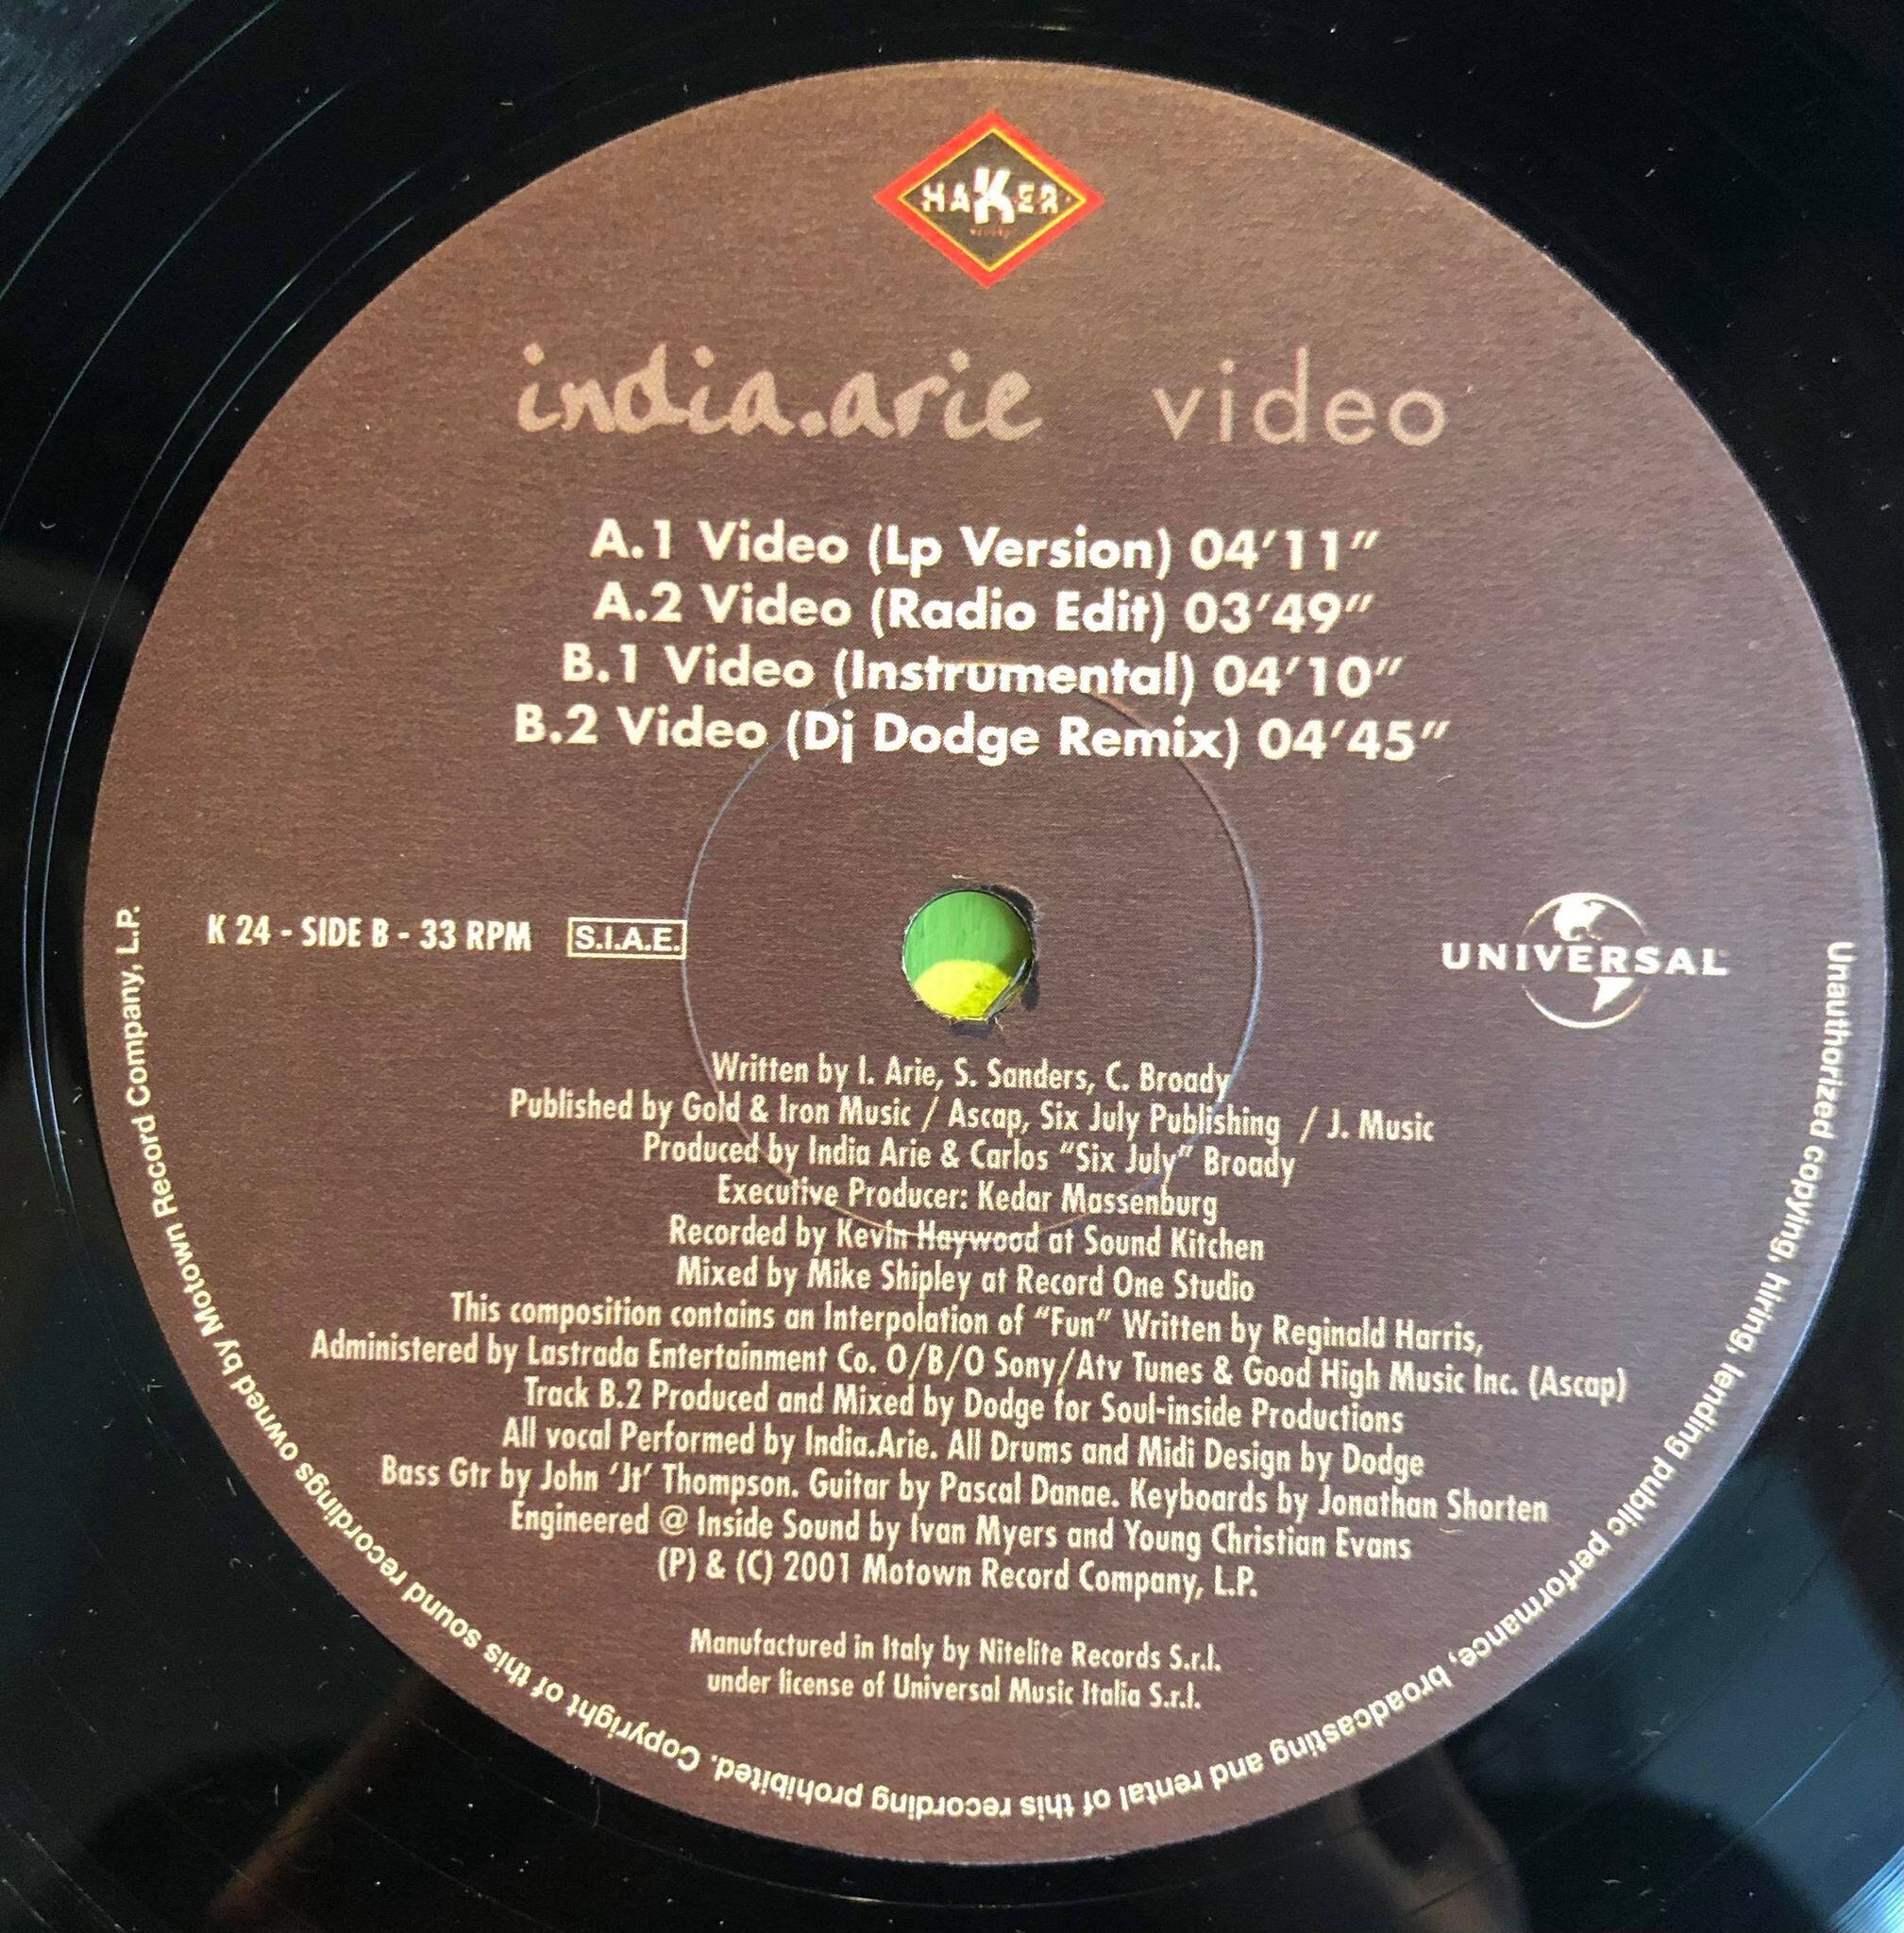 HAKER
india.arie video
A.1 Video (Lp Version) 04'11"
A.2 Video (Radio Edit) 03'49"
B.1 Video (Instrumental) 04'10"
B.2 Video (Dj Dodge Remix) 04'45"
K 24 - SIDE B - 33 RPM S.I.A.E.
UNIVERSAL
Written by I. Arie, S. Sanders, C. Broady
Published by Gold & Iron Music / Ascap, Six July Publishing / J. Music
Produced by India Arie & Carlos "Six July" Broady
Executive Producer: Kedar Massenburg
Recorded by Kevin Haywood at Sound Kitchen
Mixed by Mike Shipley at Record One Studio
This composition contains an Interpolation of "Fun" Written by Reginald Harris,
Administered by Lastrada Entertainment Co. O/B/O Sony/Atv Tunes & Good High Music Inc. (Ascap)
Track B.2 Produced and Mixed by Dodge for Soul-inside Productions
All vocal Performed by India.Arie. All Drums and Midi Design by Dodge
Bass Gtr by John 'Jt' Thompson. Guitar by Pascal Danae. Keyboards by Jonathan Shorten
Engineered @ Inside Sound by Ivan Myers and Young Christian Evans
(P) & (C) 2001 Motown Record Company, L.P.
Manufactured in Italy by Nitelite Records S.r.l.
under license of Universal Music Italia S.r.l.
Unauthorized copying, hiring, lending public performance, broadcasting and rental of this recording prohibited. Copyright of this sound recordings owned by Motown Record Company, L.P.